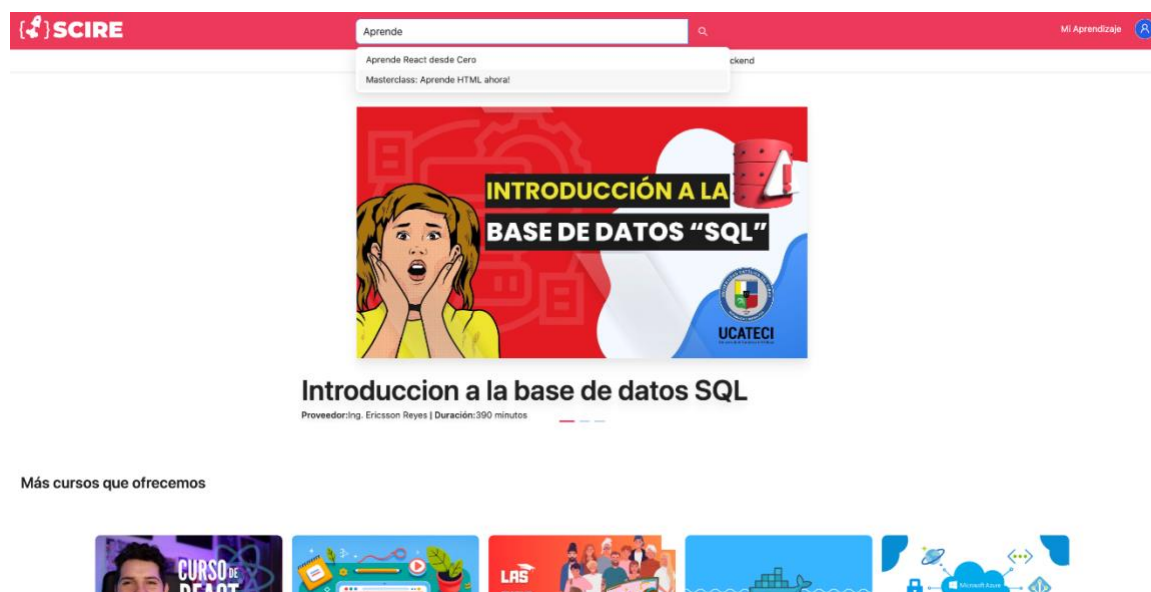 { }SCIRE
Aprende
Mi Aprendizaje
Aprende React desde Cero
ckend
Masterclass: Aprende HTML ahora!
INTRODUCCIÓN A LA
BASE DE DATOS “SQL”
UCATECI
Introduccion a la base de datos SQL
Proveedor:Ing. Ericsson Reyes | Duración:390 minutos
Más cursos que ofrecemos
CURSO DE
REACT
LAS
Microsoft Azure